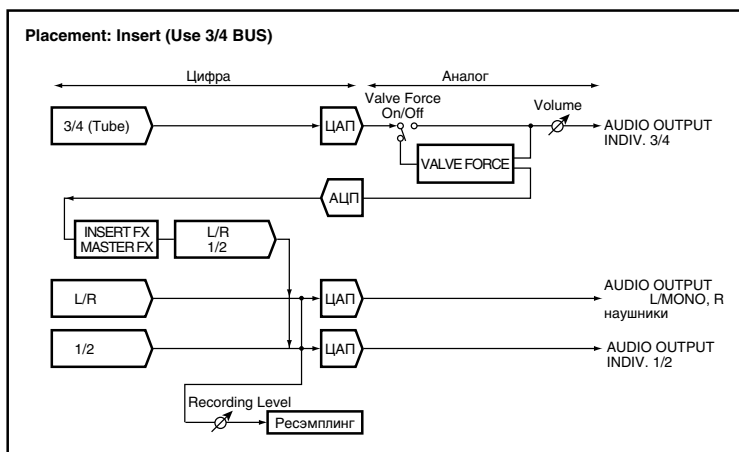 Placement: Insert (Use 3/4 BUS)
Цифра
Аналог
Valve Force
On/Off
Volume
3/4 (Tube)
ЦАП
AUDIO OUTPUT
INDIV. 3/4
VALVE FORCE
АЦП
INSERT FX
MASTER FX
L/R
1/2
L/R
ЦАП
AUDIO OUTPUT
L/MONO, R
наушники
1/2
ЦАП
AUDIO OUTPUT
INDIV. 1/2
Recording Level
Ресэмплинг